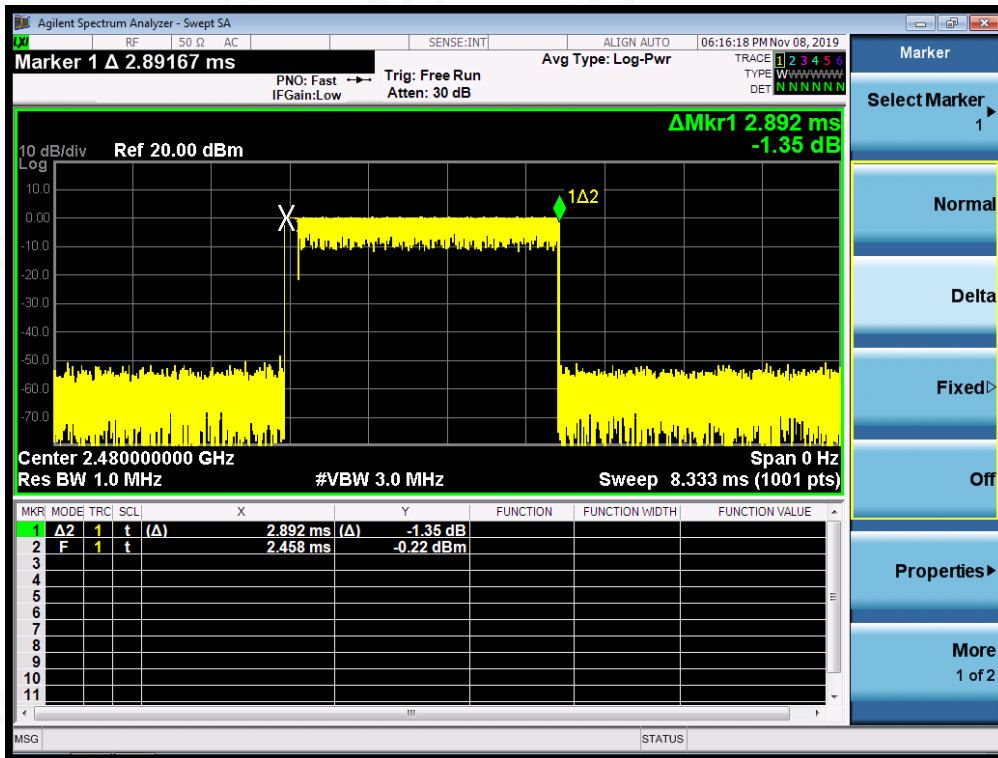 Agilent Spectrum Analyzer - Swept SA
LXI RF 50 Ω AC SENSE:INT ALIGN AUTO 06:16:18 PM Nov 08, 2019
Marker 1 Δ 2.89167 ms
PNO: Fast
IFGain:Low
Trig: Free Run
Atten: 30 dB
Avg Type: Log-Pwr
TRACE 1 2 3 4 5 6
TYPE WWWWWW
DET N N N N N N
ΔMkr1 2.892 ms
-1.35 dB
10 dB/div Ref 20.00 dBm
Log
10.0
0.00
-10.0
-20.0
-30.0
-40.0
-50.0
-60.0
-70.0
1Δ2
Center 2.480000000 GHz Span 0 Hz
Res BW 1.0 MHz #VBW 3.0 MHz Sweep 8.333 ms (1001 pts)
MKR MODE TRC SCL X Y FUNCTION FUNCTION WIDTH FUNCTION VALUE
1 Δ2 1 t (Δ) 2.892 ms (Δ) -1.35 dB
2 F 1 t 2.458 ms -0.22 dBm
3
4
5
6
7
8
9
10
11
MSG STATUS
Marker
Select Marker
1
Normal
Delta
Fixed
Off
Properties
More
1 of 2